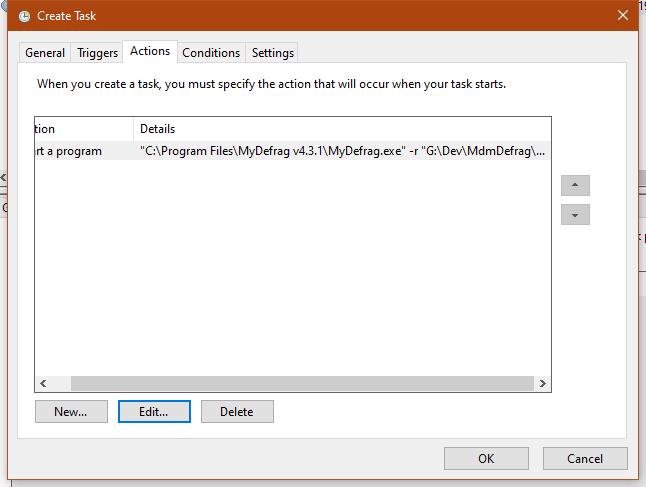 Create Task
General Triggers Actions Conditions Settings
When you create a task, you must specify the action that will occur when your task starts.
tion Details
rt a program "C:\Program Files\MyDefrag v4.3.1\MyDefrag.exe" -r "G:\Dev\MdmDefrag\...
New... Edit... Delete
OK Cancel